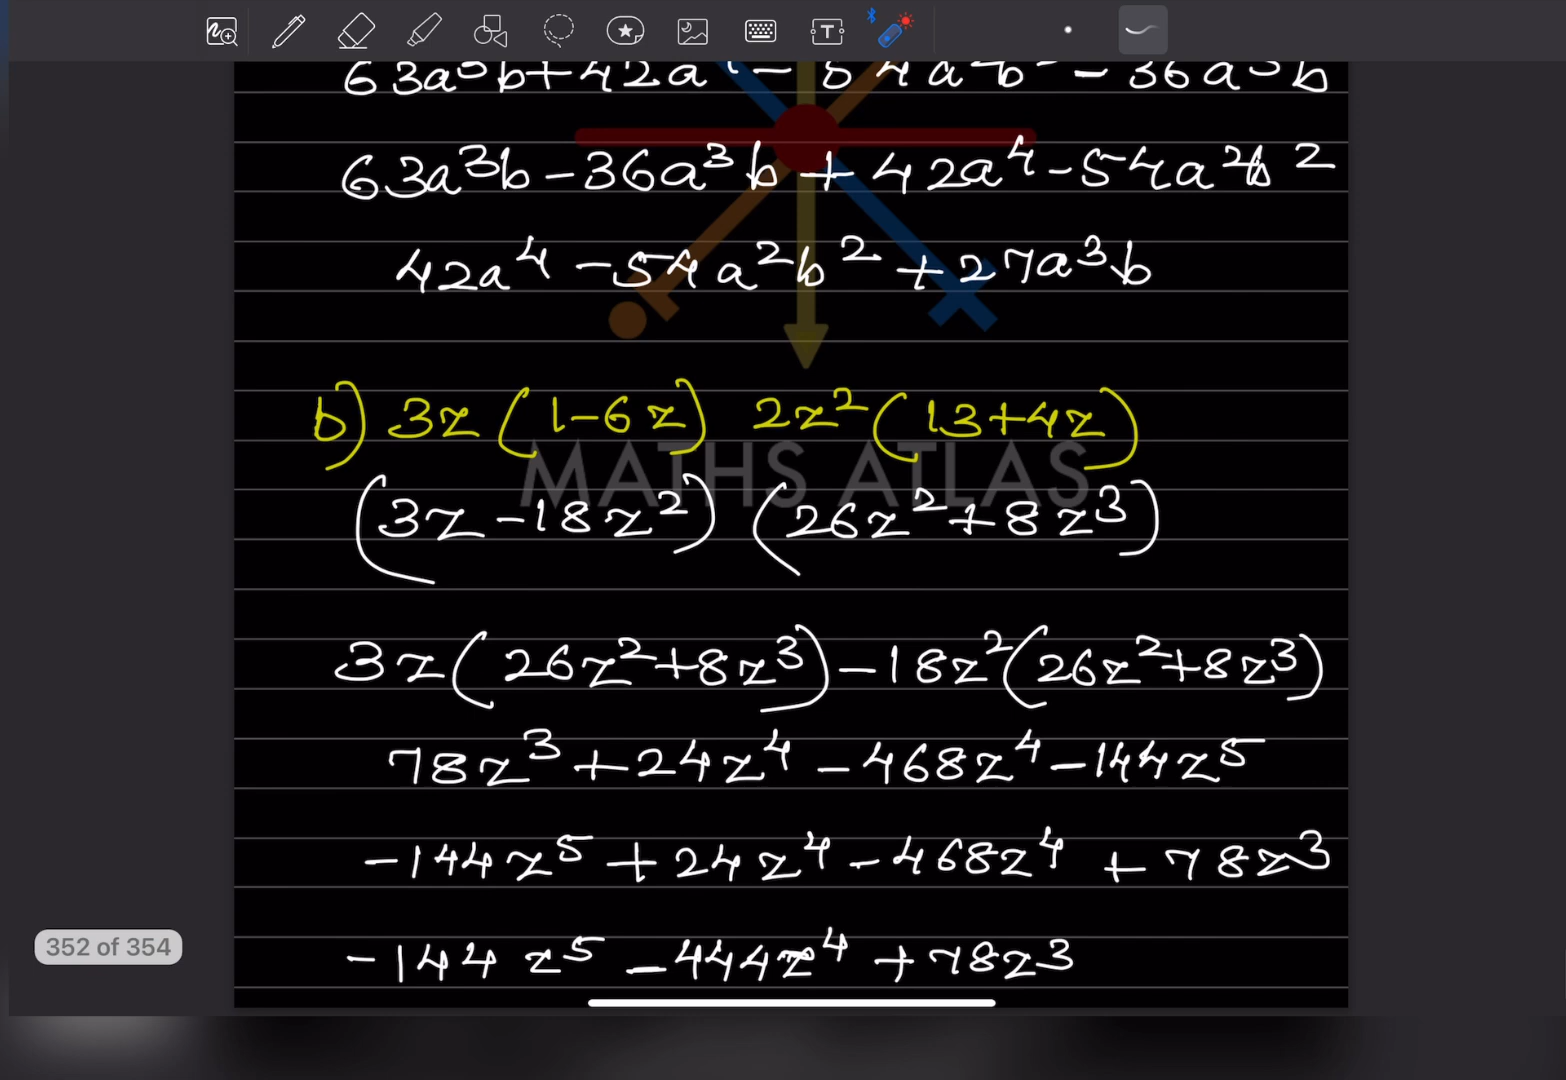 63a³b+42a⁴-54a²b²-36a³b
63a³b-36a³b+42a⁴-54a²b²
42a⁴-54a²b²+27a³b
b) 3z(1-6z) 2z²(13+4z)
MATHS ATLAS
(3z-18z²)(26z²+8z³)
3z(26z²+8z³)-18z²(26z²+8z³)
78z³+24z⁴-468z⁴-144z⁵
-144z⁵+24z⁴-468z⁴+78z³
352 of 354
-144z⁵-444z⁴+78z³